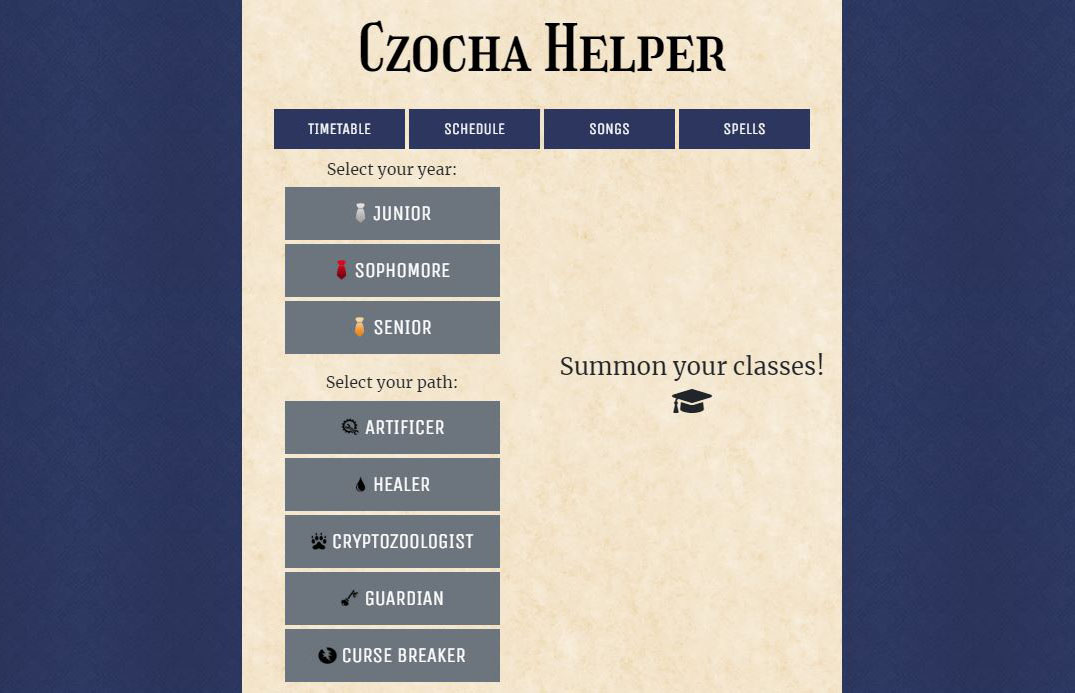 Czocha Helper
TIMETABLE SCHEDULE SONGS SPELLS
Select your year:
JUNIOR
SOPHOMORE
SENIOR
Select your path:
ARTIFICER
HEALER
CRYPTOZOOLOGIST
GUARDIAN
CURSE BREAKER
Summon your classes!